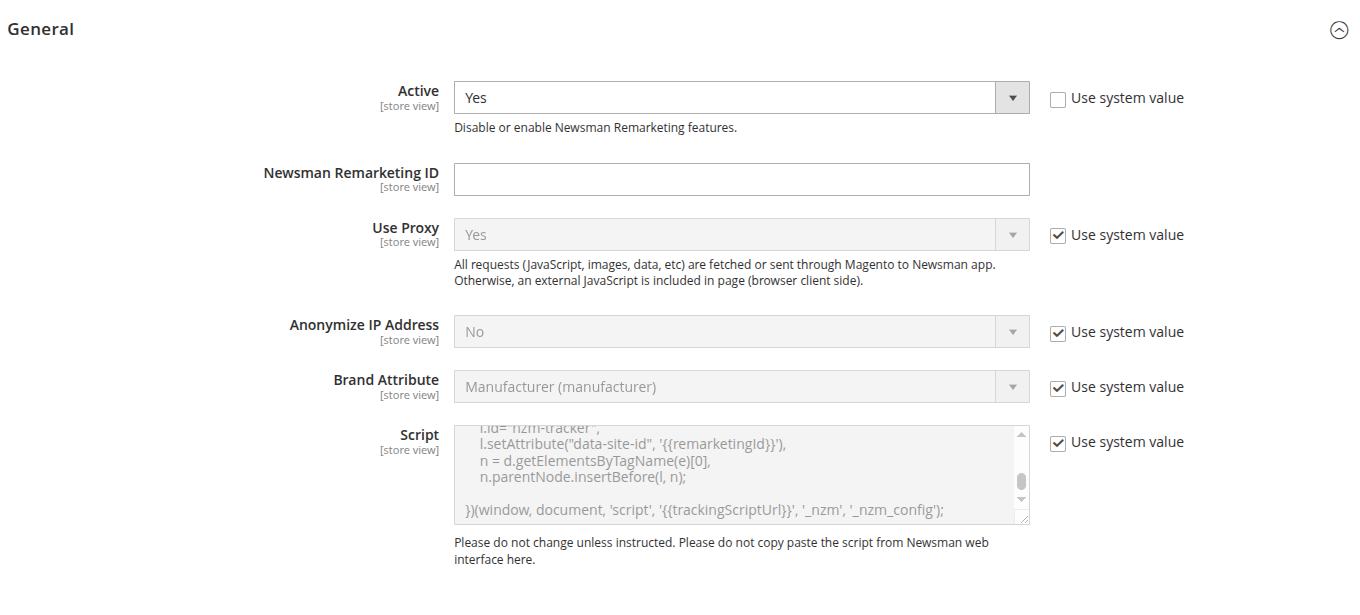 General
Active
[store view]
Yes
Use system value
Disable or enable Newsman Remarketing features.
Newsman Remarketing ID
[store view]
Use Proxy
[store view]
Yes
Use system value
All requests (JavaScript, images, data, etc) are fetched or sent through Magento to Newsman app.
Otherwise, an external JavaScript is included in page (browser client side).
Anonymize IP Address
[store view]
No
Use system value
Brand Attribute
[store view]
Manufacturer (manufacturer)
Use system value
Script
[store view]
l.id="nzm-tracker",
l.setAttribute("data-site-id", '{{remarketingId}}'),
n = d.getElementsByTagName(e)[0],
n.parentNode.insertBefore(l, n);
})(window, document, 'script', '{{trackingScriptUrl}}', '_nzm', '_nzm_config');
Use system value
Please do not change unless instructed. Please do not copy paste the script from Newsman web
interface here.